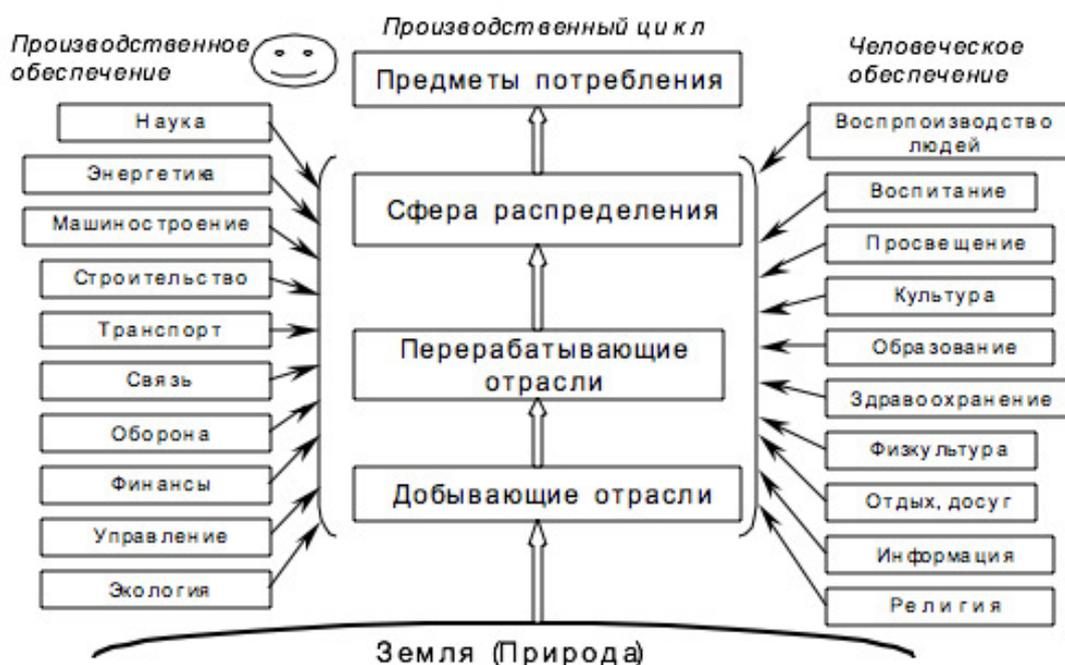 Производственное
обеспечение
Наука
Энергетика
Машиностроение
Строительство
Транспорт
Связь
Оборона
Финансы
Управление
Экология
Производственный цикл
Предметы потребления
Сфера распределения
Перерабатывающие
отрасли
Добывающие отрасли
Земля (Природа)
Человеческое
обеспечение
Воспрпоизводство
людей
Воспитание
Просвещение
Культура
Образование
Здравоохранение
Физкультура
Отдых, досуг
Информация
Религия